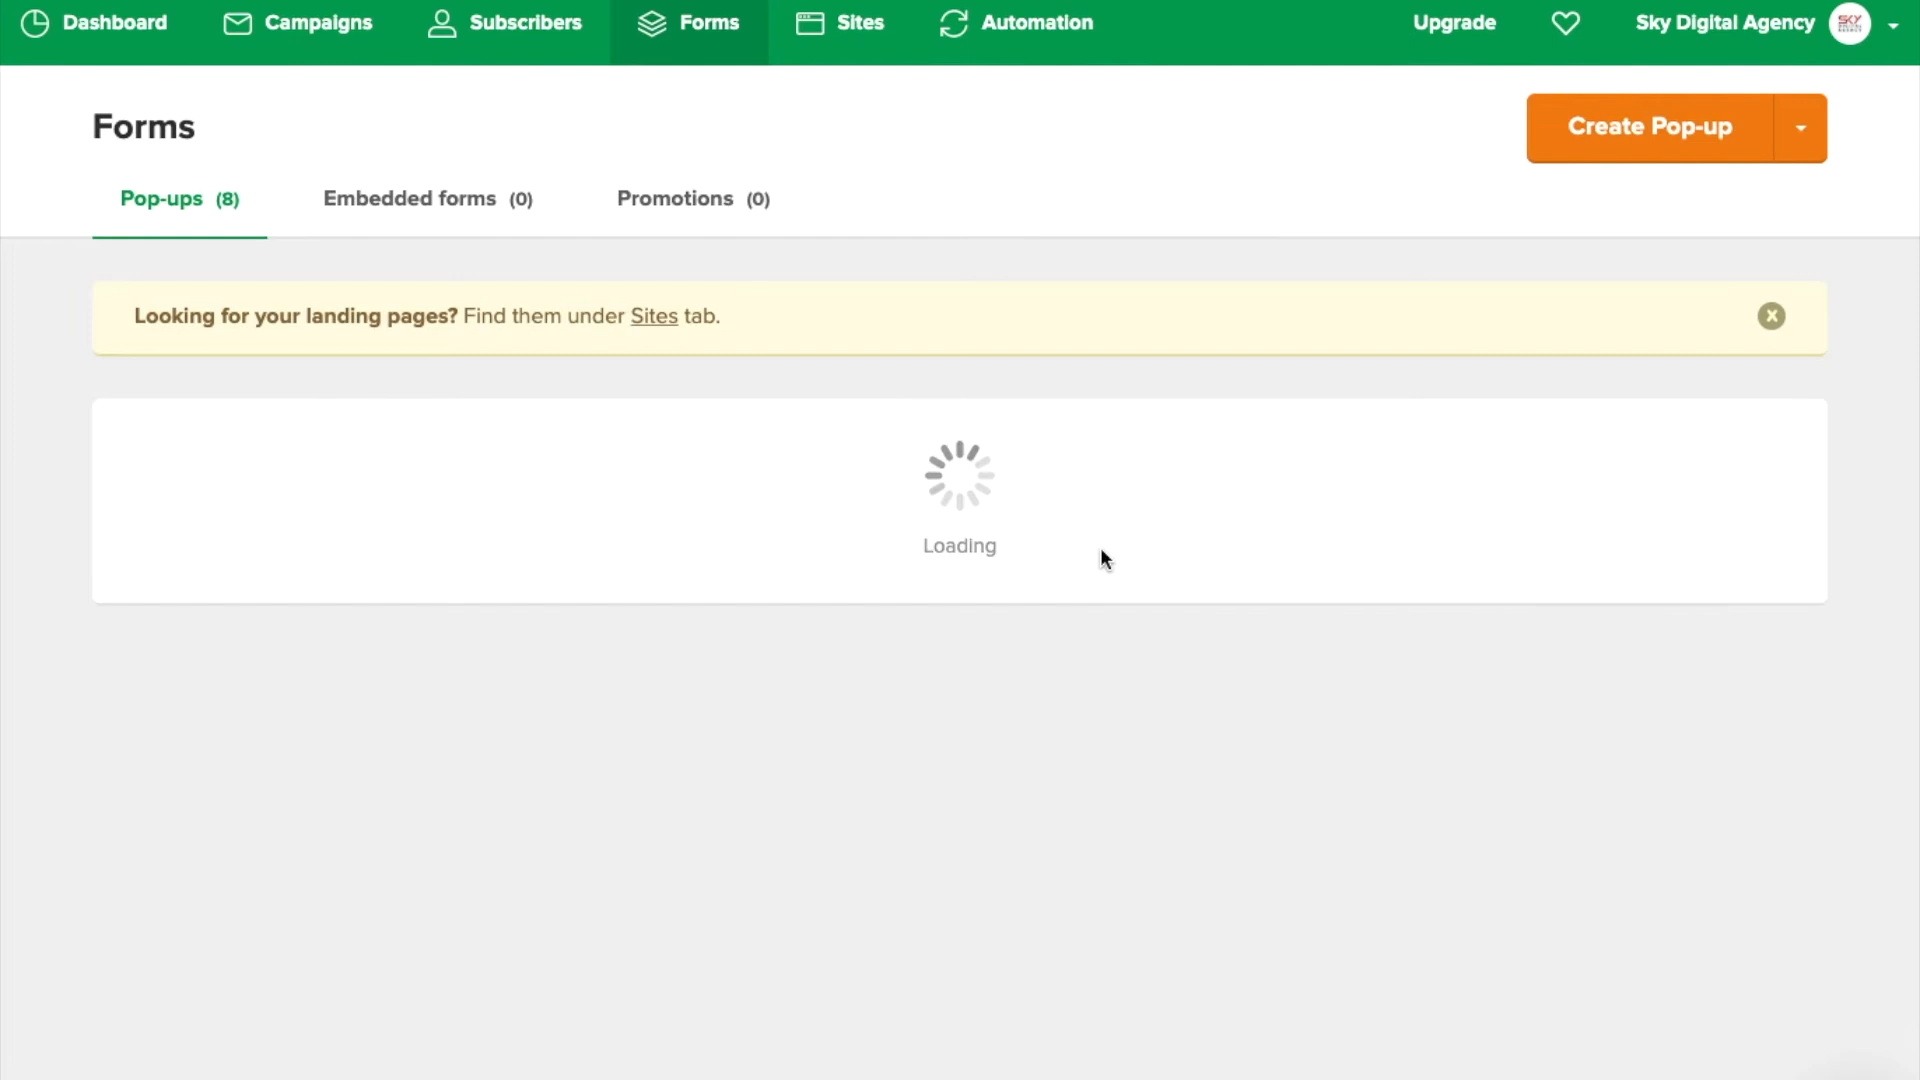 Dashboard
Campaigns
Subscribers
Forms
Sites
Automation
Upgrade
Sky Digital Agency
SKY
Forms
Create Pop-up
Pop-ups (8)
Embedded forms (0)
Promotions (0)
Looking for your landing pages? Find them under Sites tab.
Loading